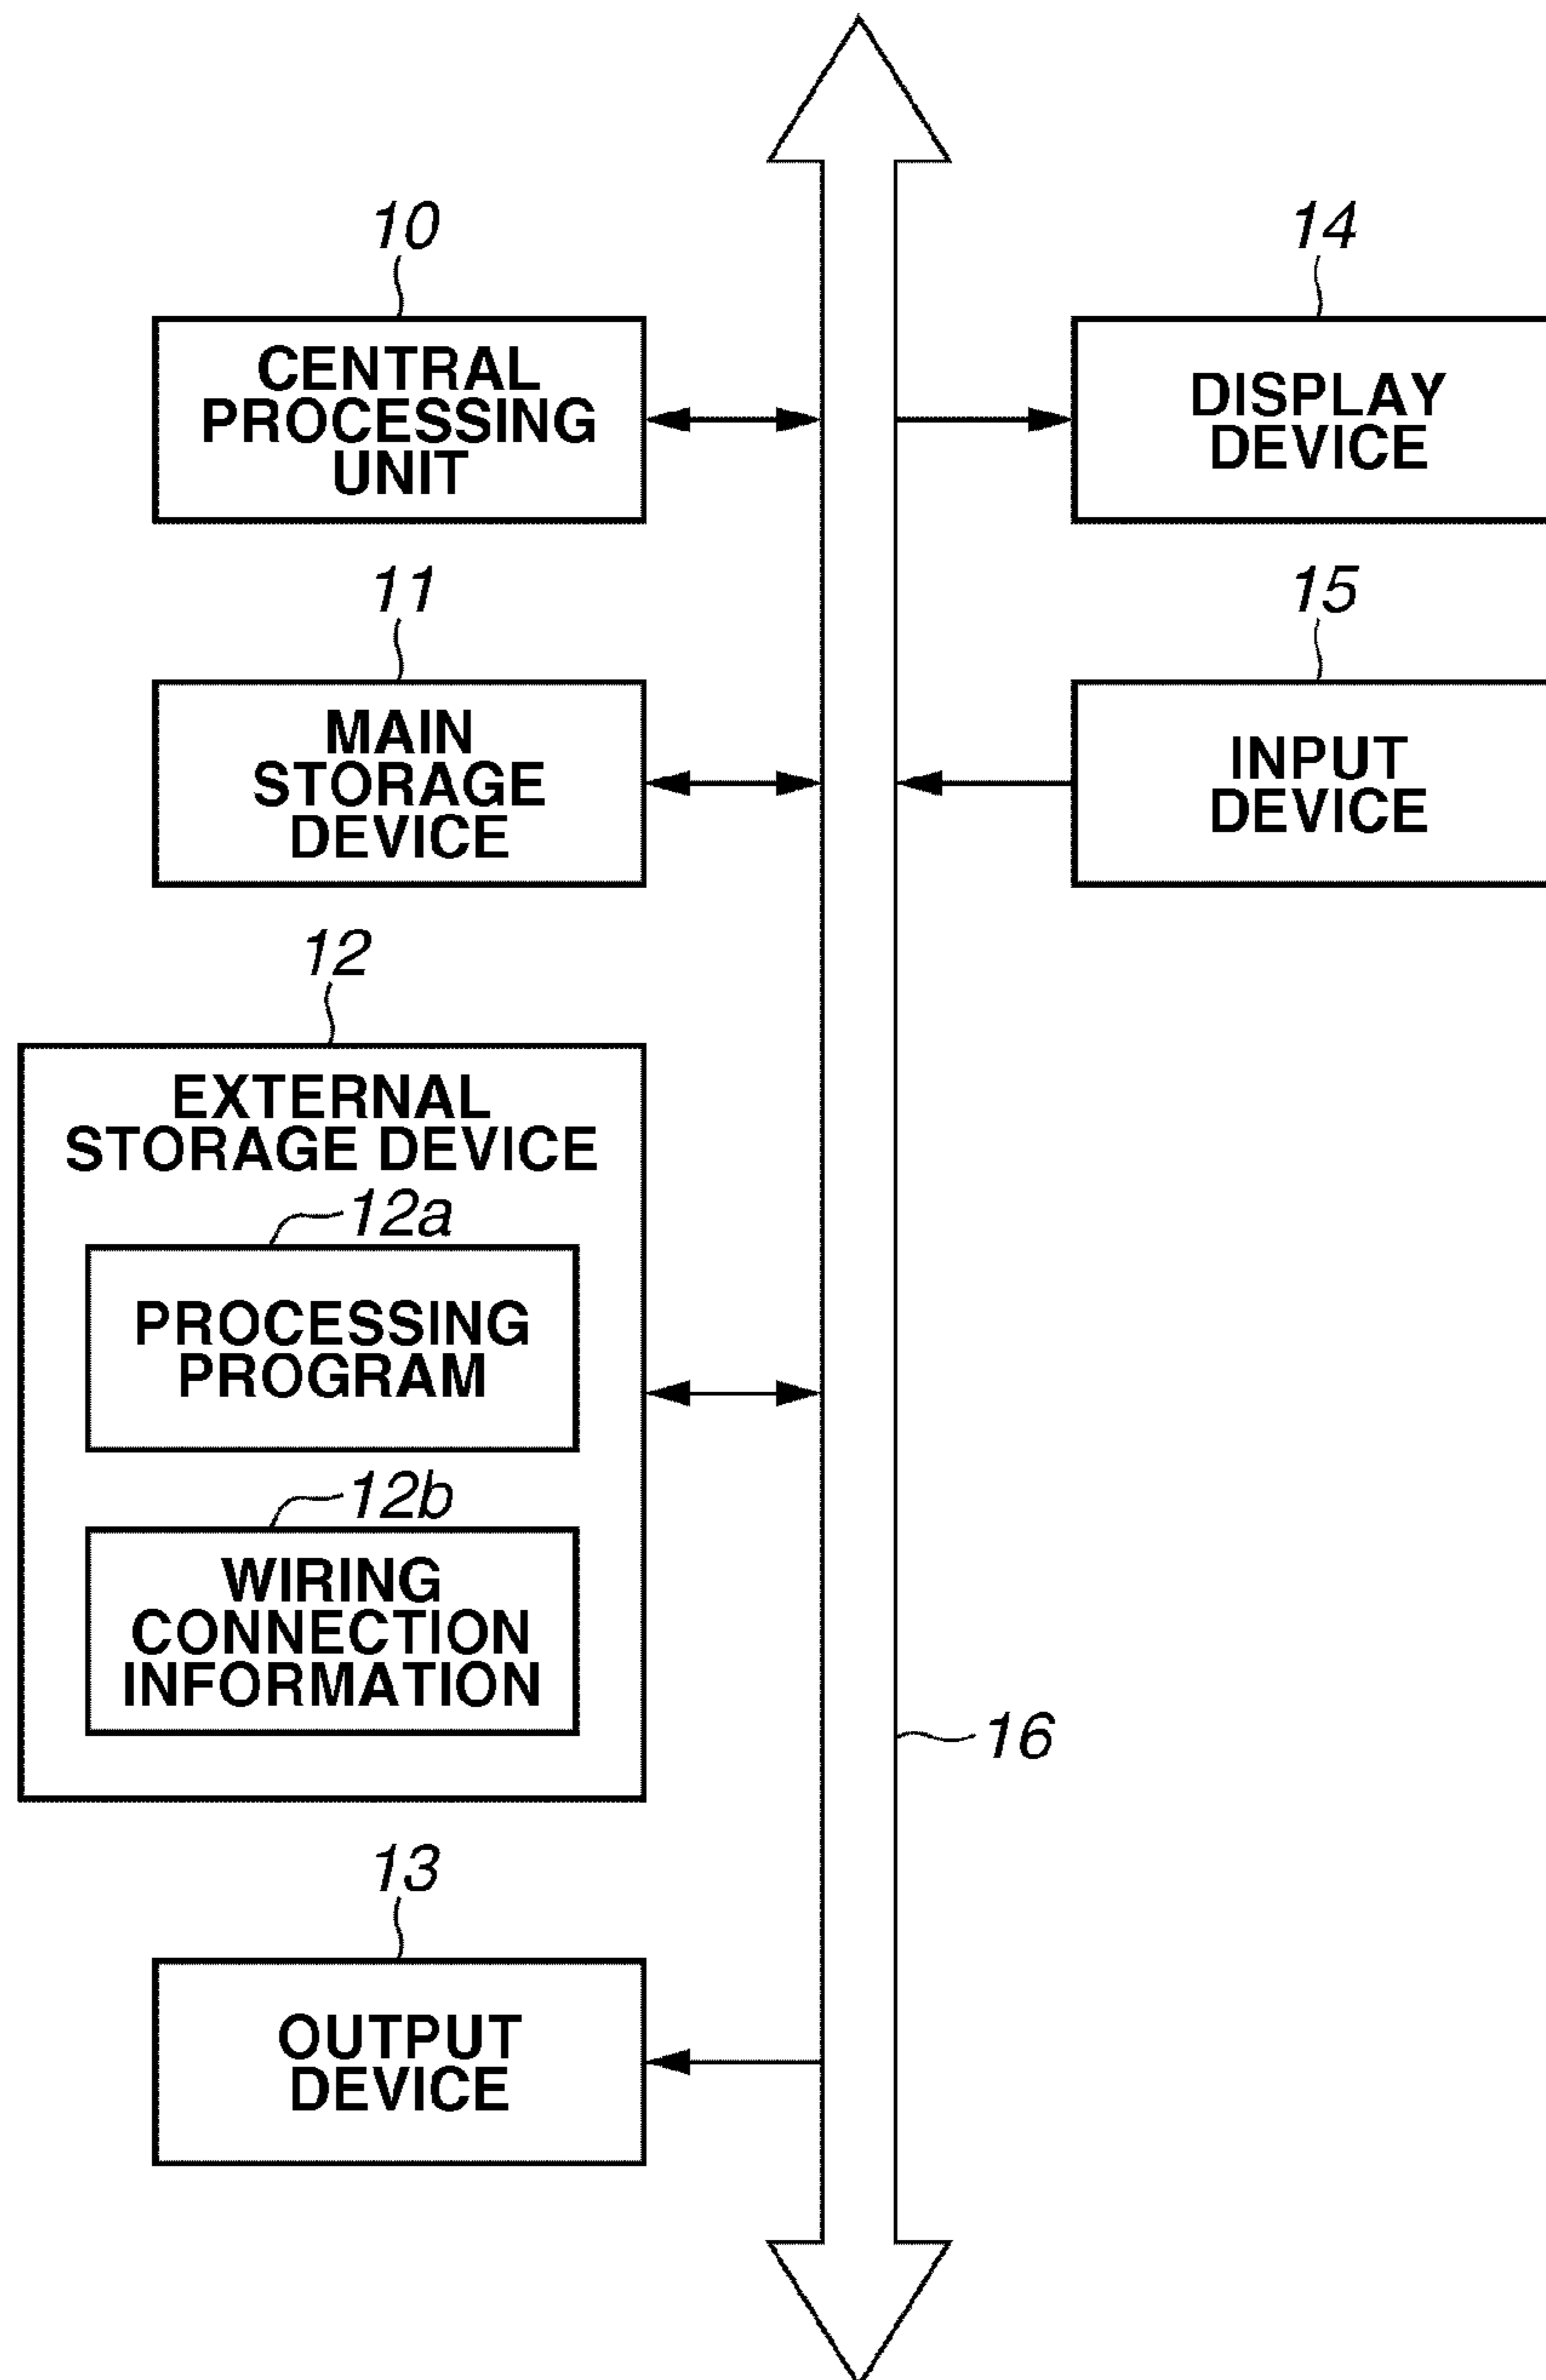 10
CENTRAL
PROCESSING
UNIT
14
DISPLAY
DEVICE
11
MAIN
STORAGE
DEVICE
15
INPUT
DEVICE
12
EXTERNAL
STORAGE DEVICE
12a
PROCESSING
PROGRAM
12b
WIRING
CONNECTION
INFORMATION
16
13
OUTPUT
DEVICE